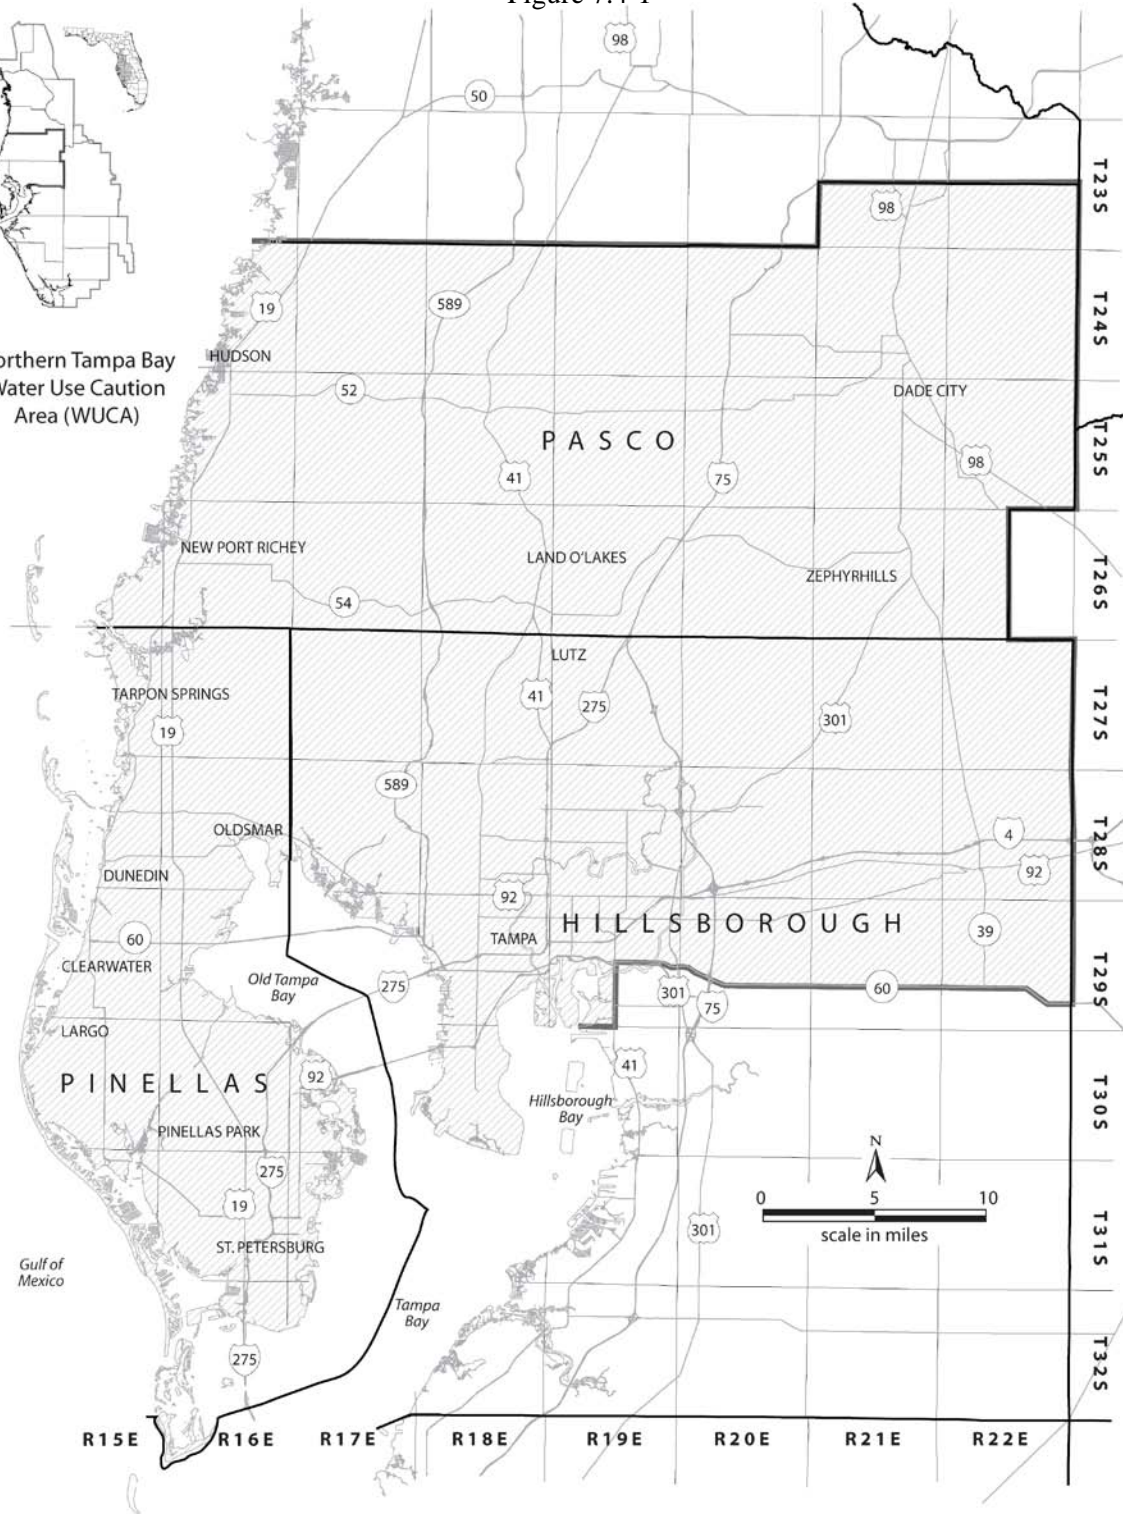 Figure 7.4-1
98
50
T23S
98
19
589
T24S
orthern Tampa Bay
Water Use Caution
Area (WUCA)
HUDSON
52
DADE CITY
PASCO
T25S
41
75
98
NEW PORT RICHEY
LAND O'LAKES
ZEPHYRHILLS
T26S
54
LUTZ
TARPON SPRINGS
41
275
19
301
T27S
589
OLDSMAR
4
T28S
DUNEDIN
92
92
HILLSBOROUGH
60
TAMPA
39
CLEARWATER
Old Tampa
Bay
275
301
75
60
T29S
LARGO
92
41
PINELLAS
Hillsborough
Bay
T30S
PINELLAS PARK
N
275
19
0 5 10
scale in miles
301
T31S
ST. PETERSBURG
Gulf of
Mexico
Tampa
Bay
275
T32S
R15E R16E R17E R18E R19E R20E R21E R22E